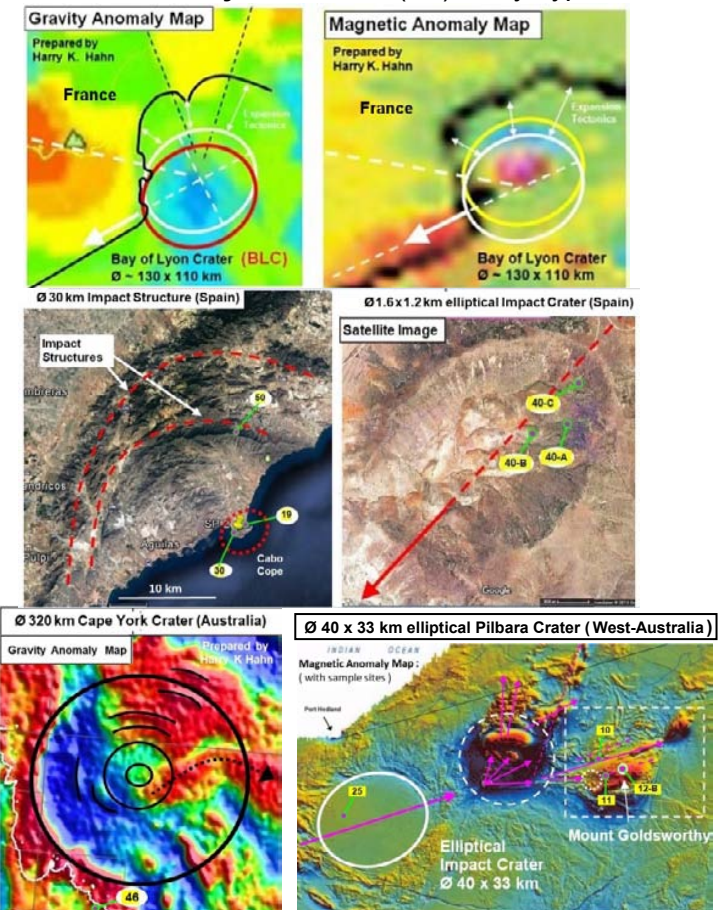 Gravity Anomaly Map
Prepared by
Harry K. Hahn
France
Expansion
Tectonics
Bay of Lyon Crater (BLC)
Ø ~ 130 x 110 km
Magnetic Anomaly Map
Prepared by
Harry K. Hahn
France
Expansion
Tectonics
Bay of Lyon Crater
Ø ~ 130 x 110 km
Ø 30 km Impact Structure (Spain)
Impact
Structures
50
19
Aguilas
Cabo
Cope
30
10 km
Ø1.6x1.2km elliptical Impact Crater (Spain)
Satellite Image
40-C
40-B
40-A
Google
Ø 320 km Cape York Crater (Australia)
Gravity Anomaly Map
Prepared by
Harry K Hahn
46
Ø 40 x 33 km elliptical Pilbara Crater (West-Australia)
INDIAN OCEAN
Magnetic Anomaly Map :
( with sample sites )
Port Hedland
10
25
11
12-B
Mount Goldsworthy
Elliptical
Impact Crater
Ø 40 x 33 km